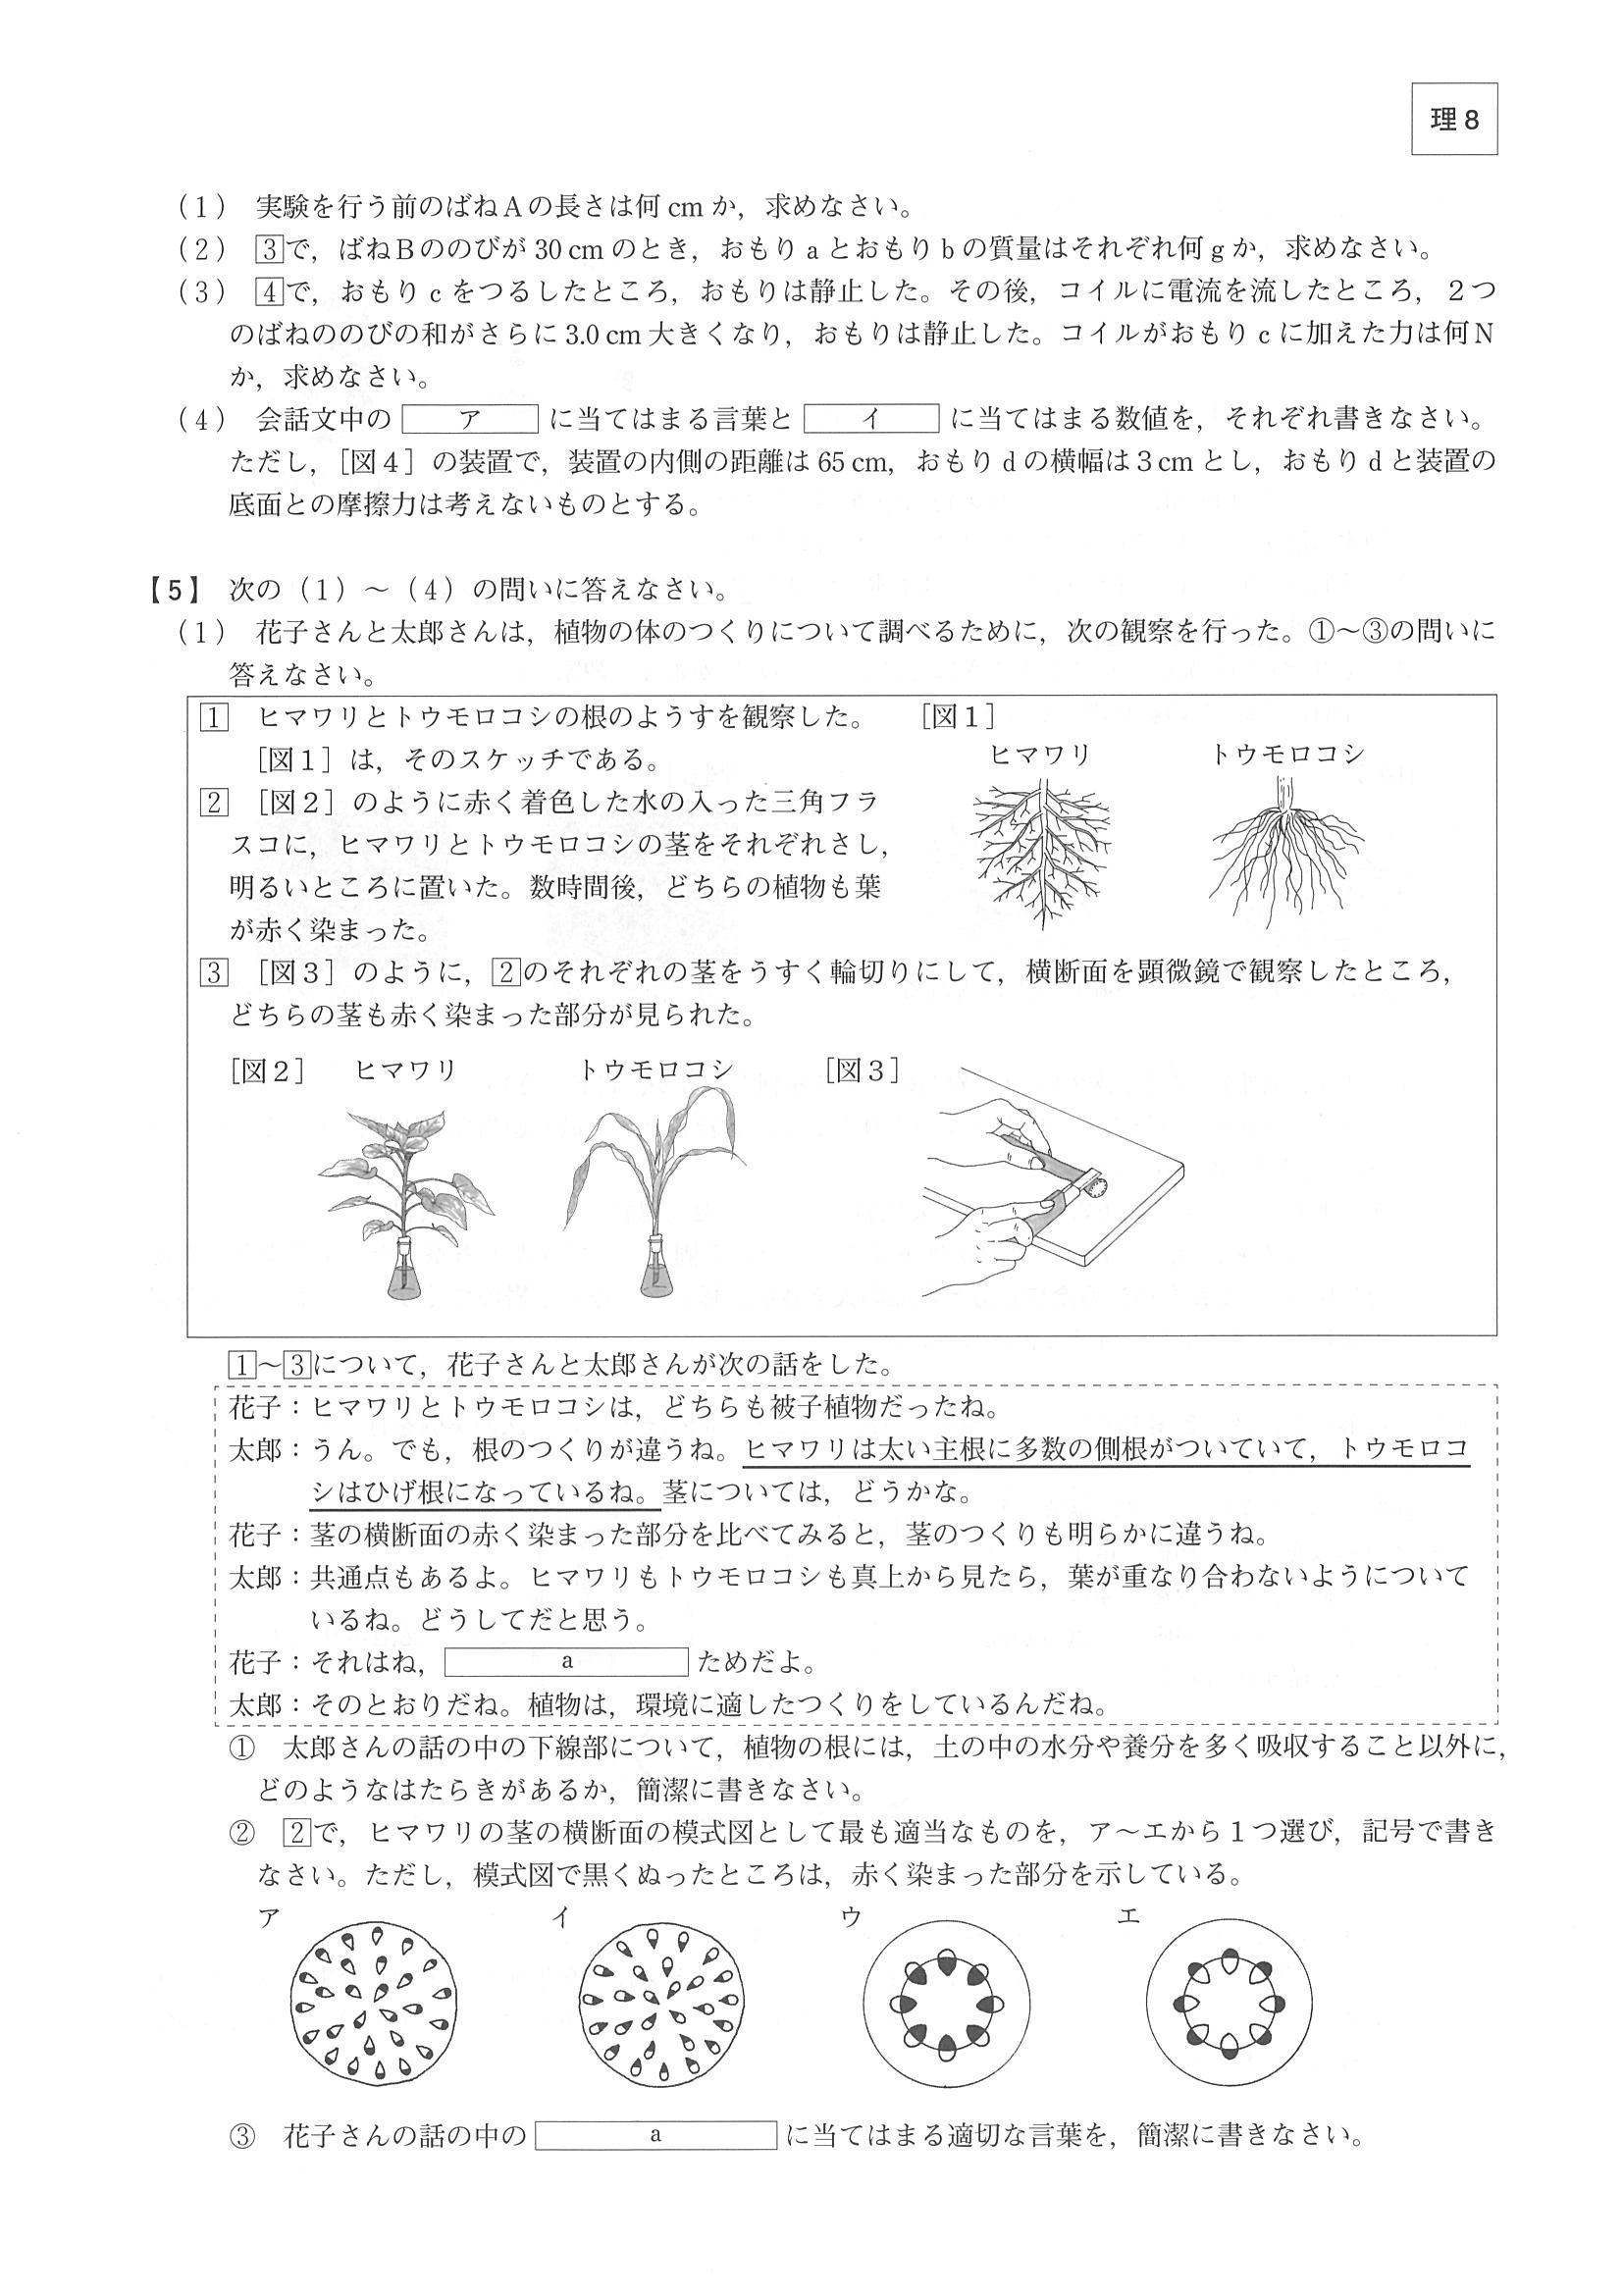 理８
（１）　実験を行う前のばねＡの長さは何 cm か，求めなさい。
（２）　3で，ばねＢののびが 30 cm のとき，おもり a とおもり b の質量はそれぞれ何 g か，求めなさい。
（３）　4で，おもり c をつるしたところ，おもりは静止した。その後，コイルに電流を流したところ，２つ
のばねののびの和がさらに 3.0 cm 大きくなり，おもりは静止した。コイルがおもり c に加えた力は何Ｎ
か，求めなさい。
（４）　会話文中の　ア　に当てはまる言葉と　イ　に当てはまる数値を，それぞれ書きなさい。
ただし，［図４］の装置で，装置の内側の距離は 65 cm，おもり d の横幅は３cm とし，おもり d と装置の
底面との摩擦力は考えないものとする。
【５】　次の（１）～（４）の問いに答えなさい。
（１）　花子さんと太郎さんは，植物の体のつくりについて調べるために，次の観察を行った。①～③の問いに
答えなさい。
1　ヒマワリとトウモロコシの根のようすを観察した。
［図１］は，そのスケッチである。
2　［図２］のように赤く着色した水の入った三角フラ
スコに，ヒマワリとトウモロコシの茎をそれぞれさし，
明るいところに置いた。数時間後，どちらの植物も葉
が赤く染まった。
［図１］
ヒマワリ　トウモロコシ
3　［図３］のように，2のそれぞれの茎をうすく輪切りにして，横断面を顕微鏡で観察したところ，
どちらの茎も赤く染まった部分が見られた。
［図２］　ヒマワリ　トウモロコシ　［図３］
1～3について，花子さんと太郎さんが次の話をした。
花子：ヒマワリとトウモロコシは，どちらも被子植物だったね。
太郎：うん。でも，根のつくりが違うね。ヒマワリは太い主根に多数の側根がついていて，トウモロコ
シはひげ根になっているね。茎については，どうかな。
花子：茎の横断面の赤く染まった部分を比べてみると，茎のつくりも明らかに違うね。
太郎：共通点もあるよ。ヒマワリもトウモロコシも真上から見たら，葉が重なり合わないようについて
いるね。どうしてだと思う。
花子：それはね，　a　ためだよ。
太郎：そのとおりだね。植物は，環境に適したつくりをしているんだね。
①　太郎さんの話の中の下線部について，植物の根には，土の中の水分や養分を多く吸収すること以外に，
どのようなはたらきがあるか，簡潔に書きなさい。
②　2で，ヒマワリの茎の横断面の模式図として最も適当なものを，ア～エから１つ選び，記号で書き
なさい。ただし，模式図で黒くぬったところは，赤く染まった部分を示している。
ア　イ　ウ　エ
③　花子さんの話の中の　a　に当てはまる適切な言葉を，簡潔に書きなさい。